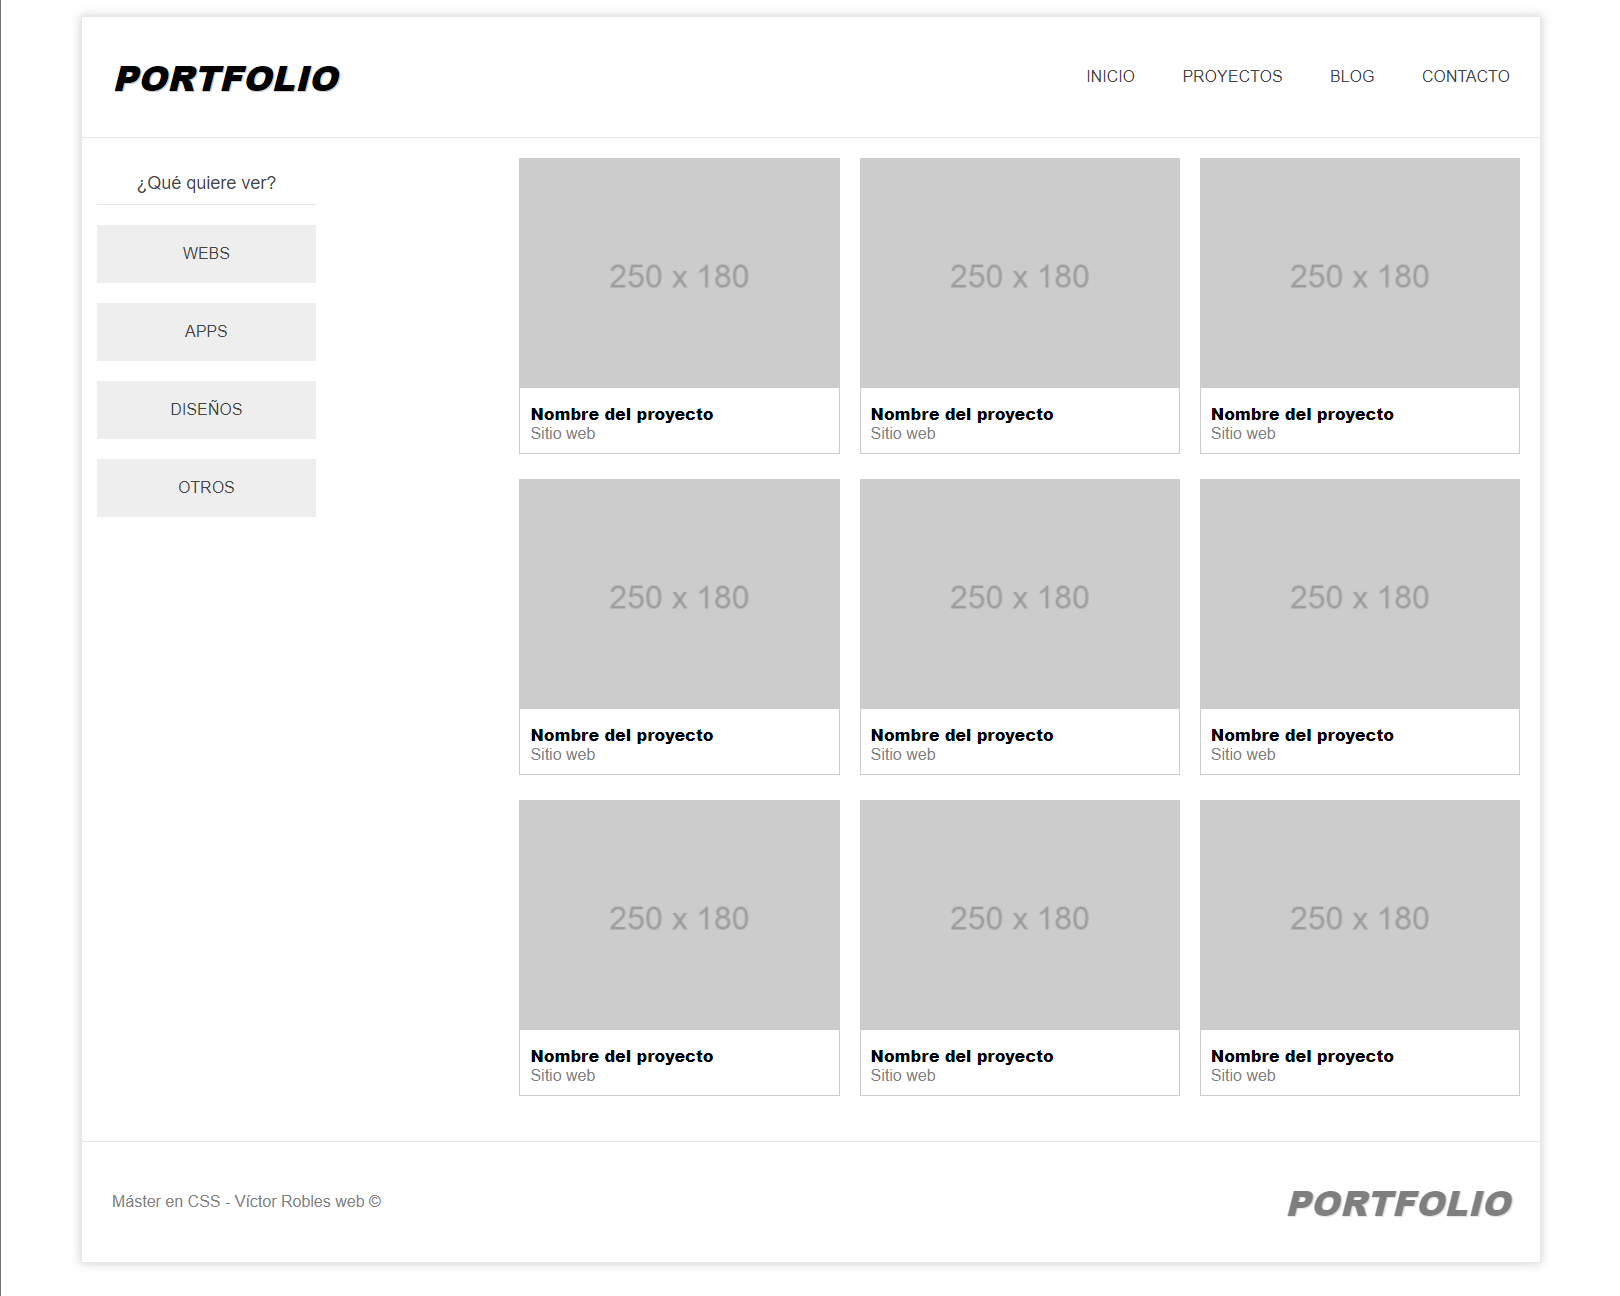 PORTFOLIO
INICIO PROYECTOS BLOG CONTACTO
¿Qué quiere ver?
WEBS
APPS
DISEÑOS
OTROS
250 x 180 250 x 180 250 x 180
Nombre del proyecto Nombre del proyecto Nombre del proyecto
Sitio web Sitio web Sitio web
250 x 180 250 x 180 250 x 180
Nombre del proyecto Nombre del proyecto Nombre del proyecto
Sitio web Sitio web Sitio web
250 x 180 250 x 180 250 x 180
Nombre del proyecto Nombre del proyecto Nombre del proyecto
Sitio web Sitio web Sitio web
Máster en CSS - Víctor Robles web ©
PORTFOLIO